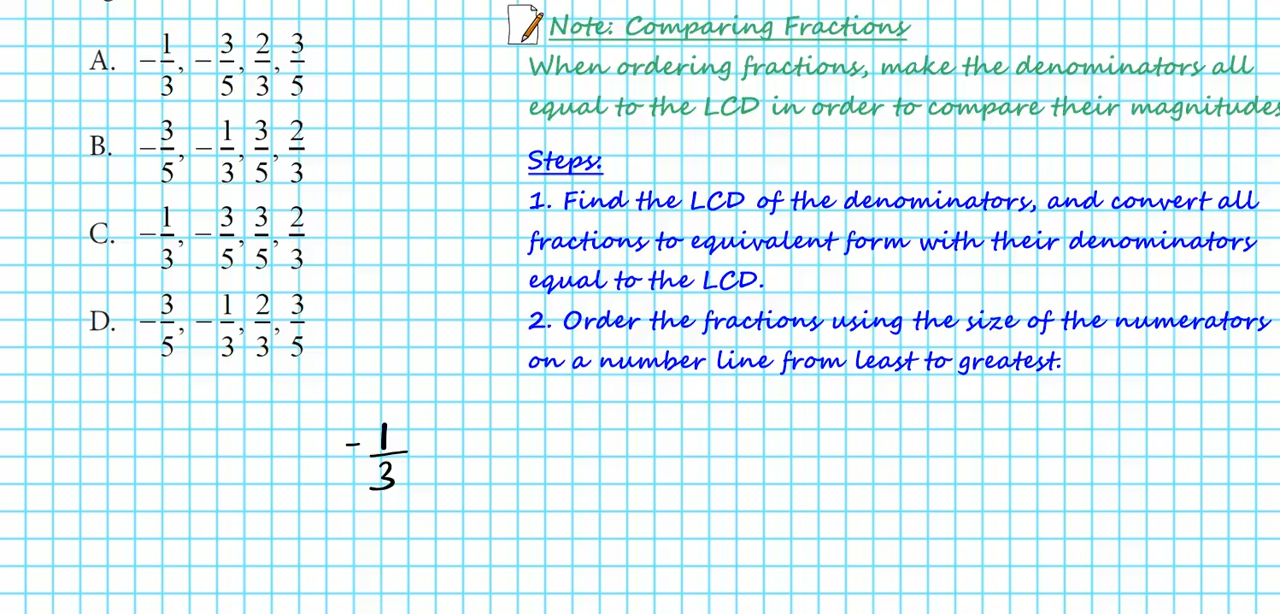 A. -1/3, -3/5, 2/3, 3/5
B. -3/5, -1/3, 3/5, 2/3
C. -1/3, -3/5, 3/5, 2/3
D. -3/5, -1/3, 2/3, 3/5
- 1/3
Note: Comparing Fractions
When ordering fractions, make the denominators all
equal to the LCD in order to compare their magnitudes
Steps:
1. Find the LCD of the denominators, and convert all
fractions to equivalent form with their denominators
equal to the LCD.
2. Order the fractions using the size of the numerators
on a number line from least to greatest.